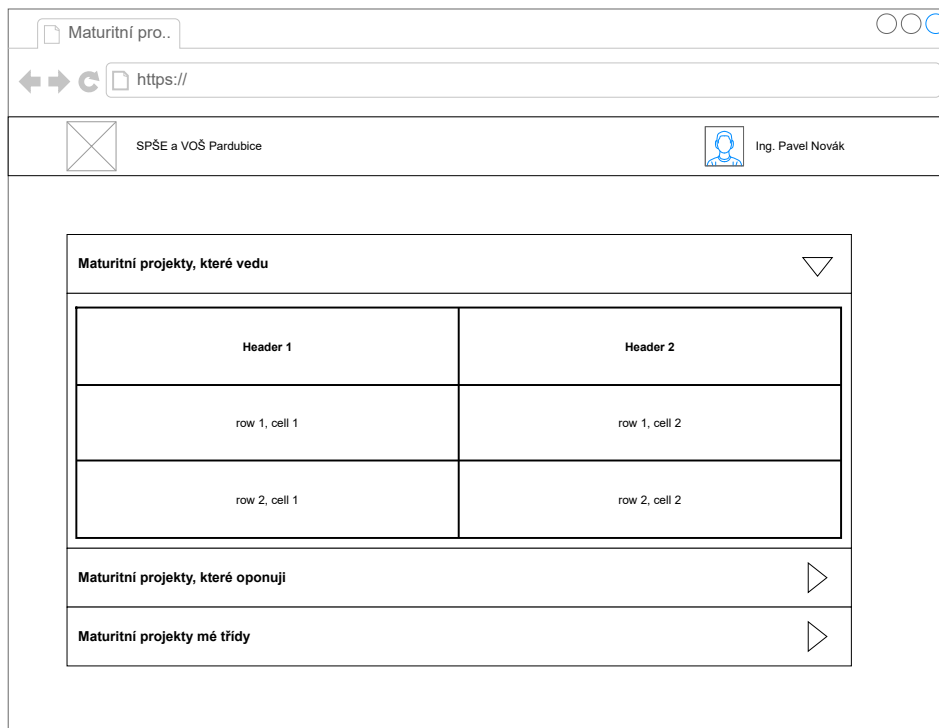 Maturitní pro..
https://
SPŠE a VOŠ Pardubice
Ing. Pavel Novák
Maturitní projekty, které vedu
Header 1
Header 2
row 1, cell 1
row 1, cell 2
row 2, cell 1
row 2, cell 2
Maturitní projekty, které oponuji
Maturitní projekty mé třídy